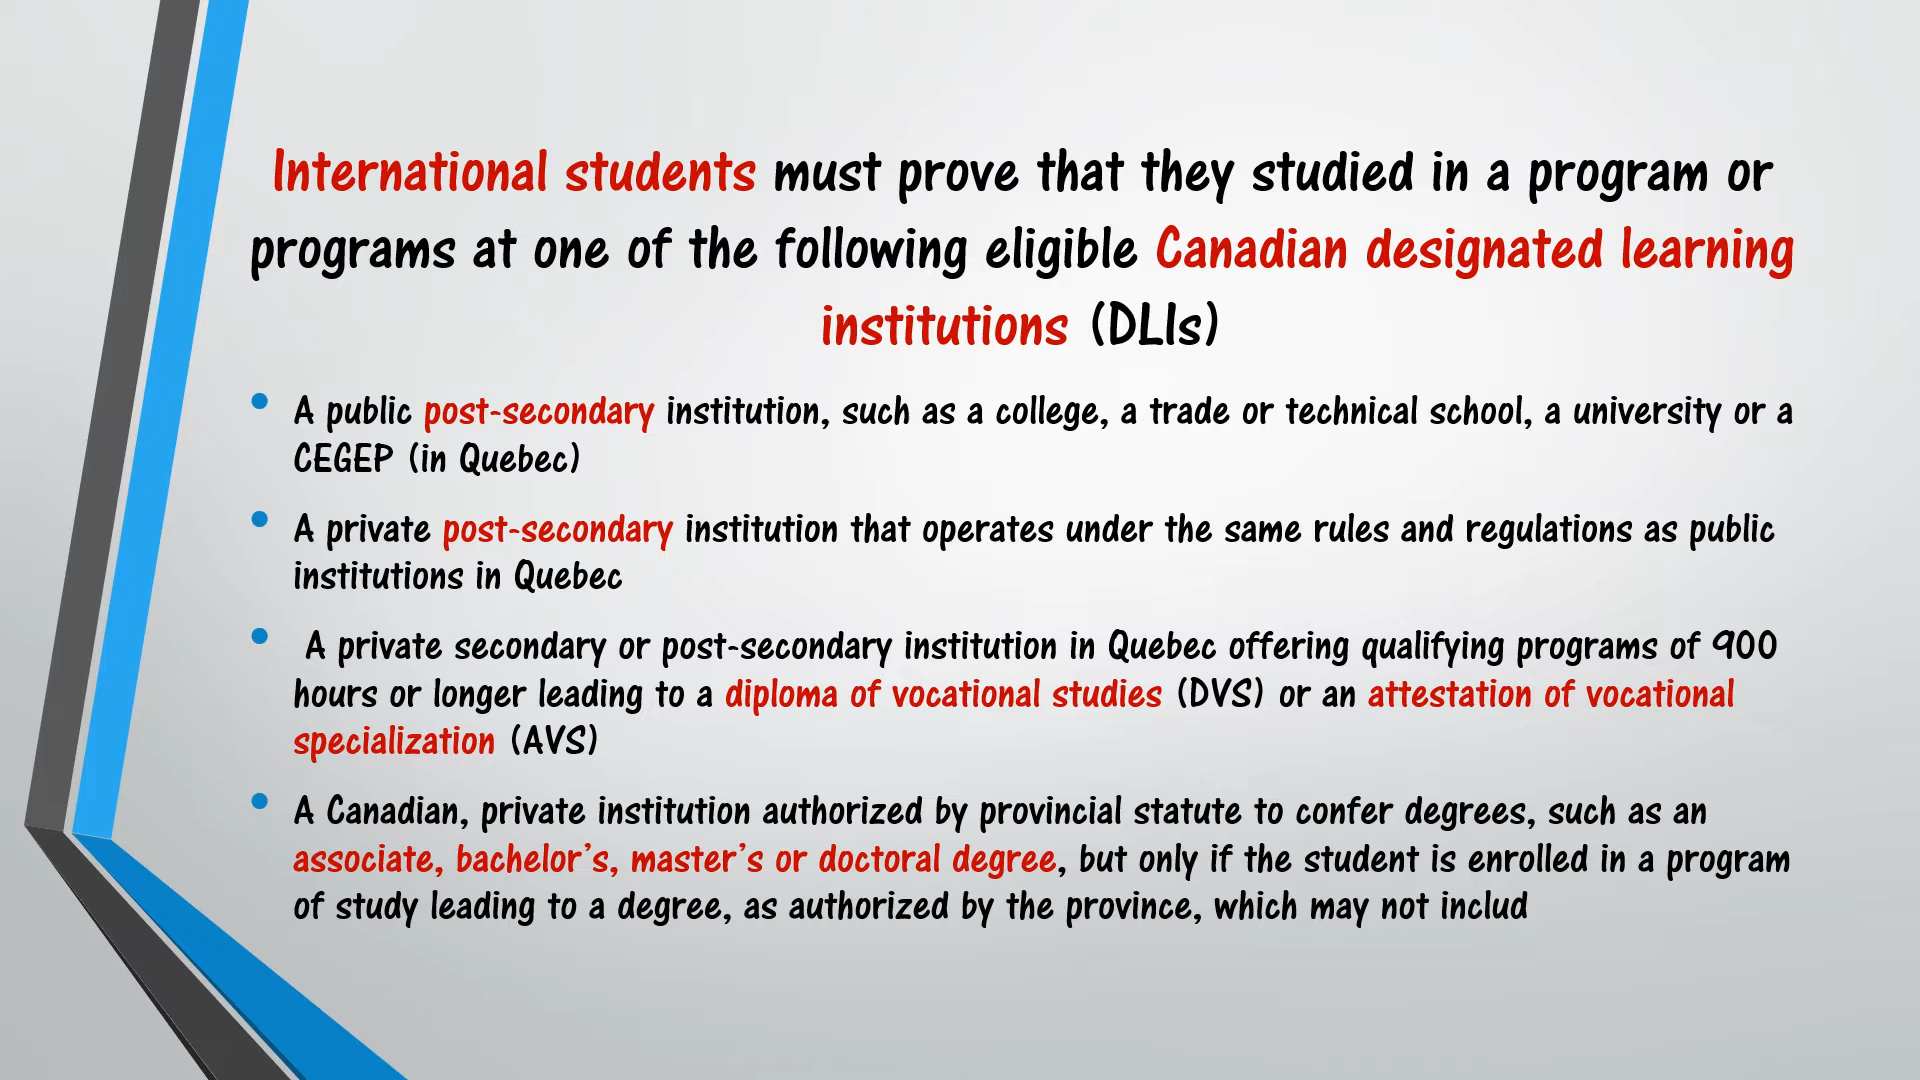 International students must prove that they studied in a program or
programs at one of the following eligible Canadian designated learning
institutions (DLIs)
• A public post-secondary institution, such as a college, a trade or technical school, a university or a
CEGEP (in Quebec)
• A private post-secondary institution that operates under the same rules and regulations as public
institutions in Quebec
• A private secondary or post-secondary institution in Quebec offering qualifying programs of 900
hours or longer leading to a diploma of vocational studies (DVS) or an attestation of vocational
specialization (AVS)
• A Canadian, private institution authorized by provincial statute to confer degrees, such as an
associate, bachelor's, master's or doctoral degree, but only if the student is enrolled in a program
of study leading to a degree, as authorized by the province, which may not includ